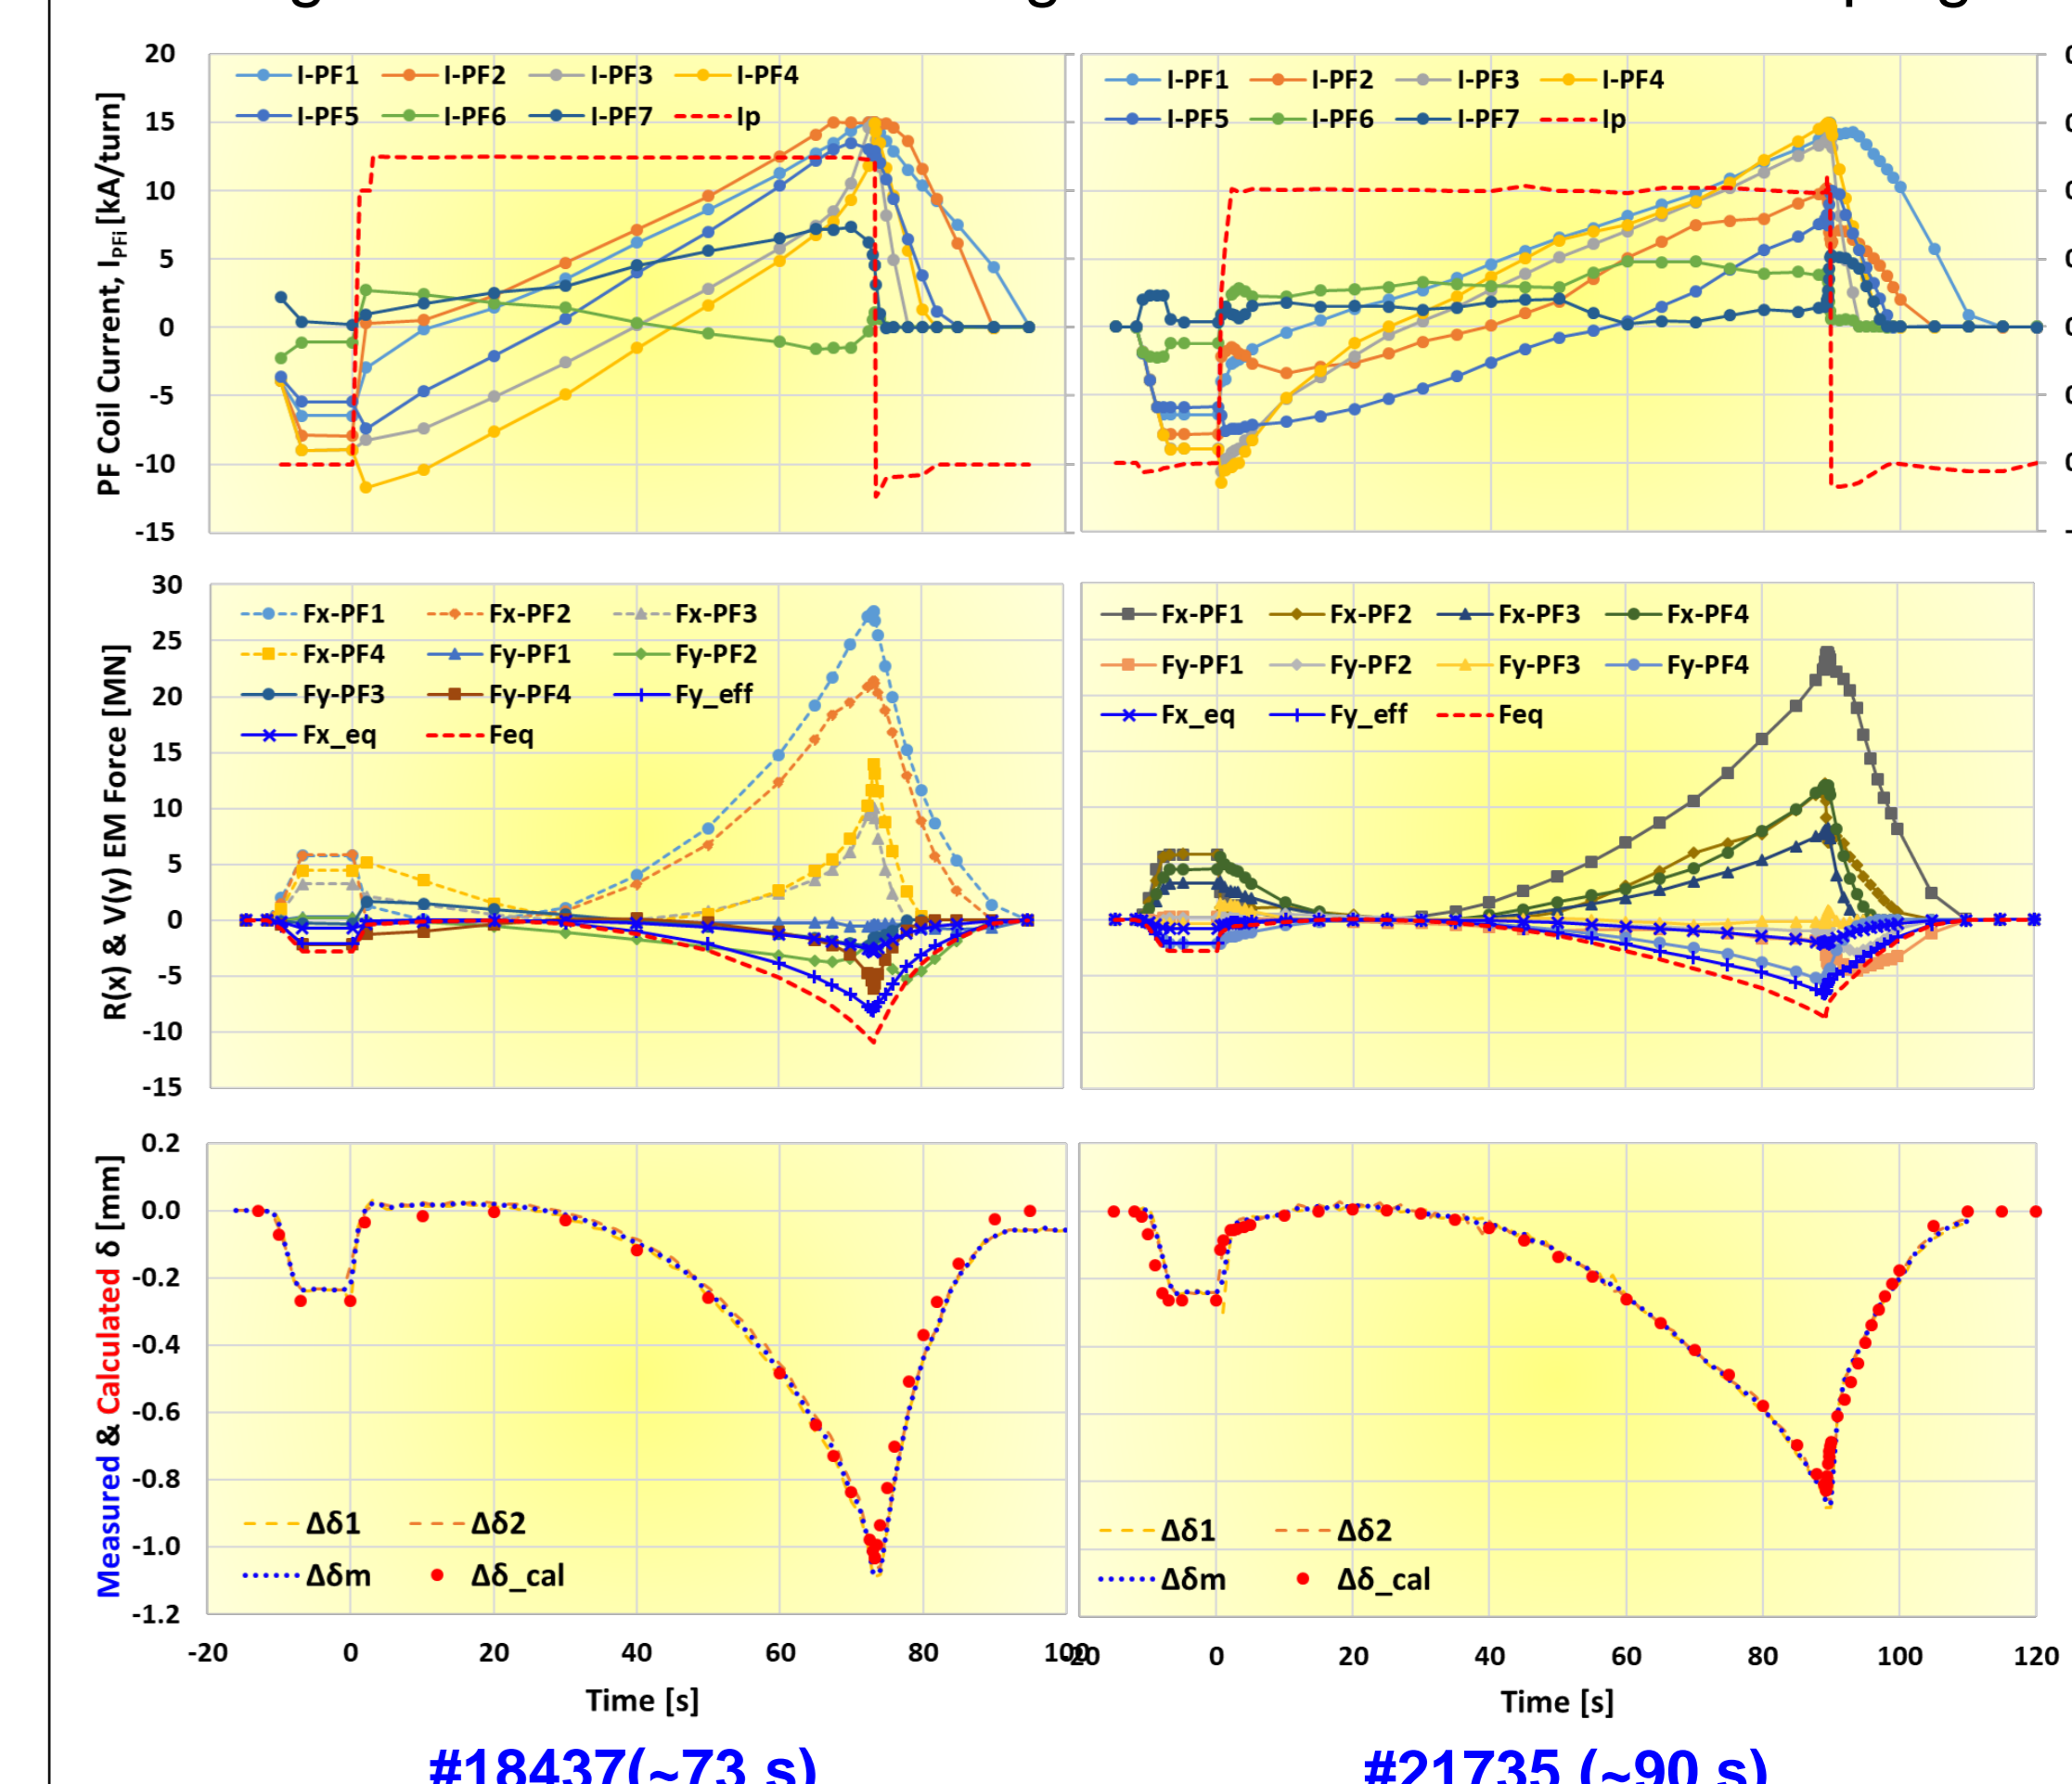 20
15
10
5
0
-5
-10
-15
PF Coil Current, IPFi [kA/turn]
I-PF1 I-PF2 I-PF3 I-PF4
I-PF5 I-PF6 I-PF7 Ip
I-PF1 I-PF2 I-PF3 I-PF4
I-PF5 I-PF6 I-PF7 Ip
30
25
20
15
10
5
0
-5
-10
-15
R(x) & V(y) EM Force [MN]
Fx-PF1 Fx-PF2 Fx-PF3
Fx-PF4 Fy-PF1 Fy-PF2
Fy-PF3 Fy-PF4 Fy_eff
Fx_eq Feq
Fx-PF1 Fx-PF2 Fx-PF3 Fx-PF4
Fy-PF1 Fy-PF2 Fy-PF3 Fy-PF4
Fx_eq Fy_eff Feq
0.2
0.0
-0.2
-0.4
-0.6
-0.8
-1.0
-1.2
Measured & Calculated δ [mm]
Δδ1 Δδ2
Δδm Δδ_cal
Δδ1 Δδ2
Δδm Δδ_cal
-20 0 20 40 60 80 100
-20 0 20 40 60 80 100 120
Time [s]
Time [s]
#18437(~73 s)
#21735 (~90 s)